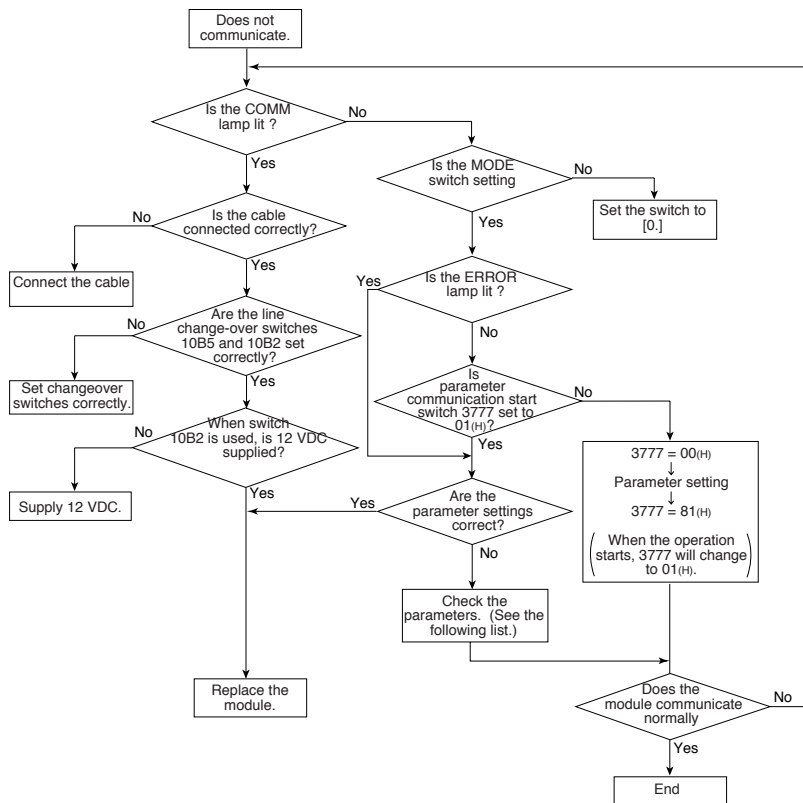 Does not
communicate.
Is the COMM
lamp lit ?
No
Yes
Is the MODE
switch setting
No
Yes
Set the switch to
[0.]
Is the cable
connected correctly?
No
Yes
Connect the cable
Is the ERROR
lamp lit ?
Yes
No
Are the line
change-over switches
10B5 and 10B2 set
correctly?
No
Yes
Set changeover
switches correctly.
Is
parameter
communication start
switch 3777 set to
01(H)?
No
Yes
When switch
10B2 is used, is 12 VDC
supplied?
No
Yes
Supply 12 VDC.
3777 = 00(H)
↓
Parameter setting
↓
3777 = 81(H)
When the operation
starts, 3777 will change
to 01(H).
Are the
parameter settings
correct?
Yes
No
Check the
parameters. (See the
following list.)
Replace the
module.
Does the
module communicate
normally
No
Yes
End